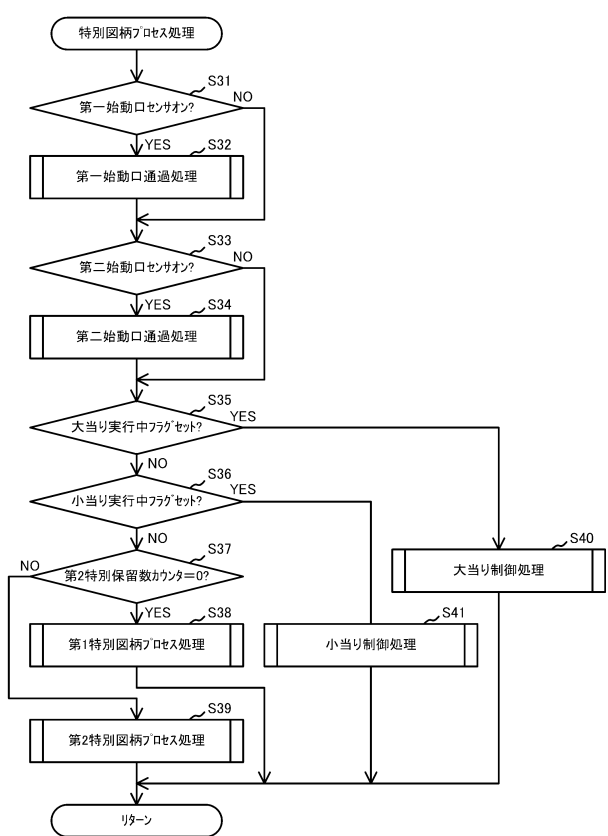 特別図柄プロセス処理
S31
第一始動口センサオン?
NO
YES
S32
第一始動口通過処理
S33
第二始動口センサオン?
NO
YES
S34
第二始動口通過処理
S35
大当り実行中フラグセット?
YES
NO
S36
小当り実行中フラグセット?
YES
NO
S37
第2特別保留数カウンタ=0?
NO
YES
S40
大当り制御処理
S38
第1特別図柄プロセス処理
S41
小当り制御処理
S39
第2特別図柄プロセス処理
リターン